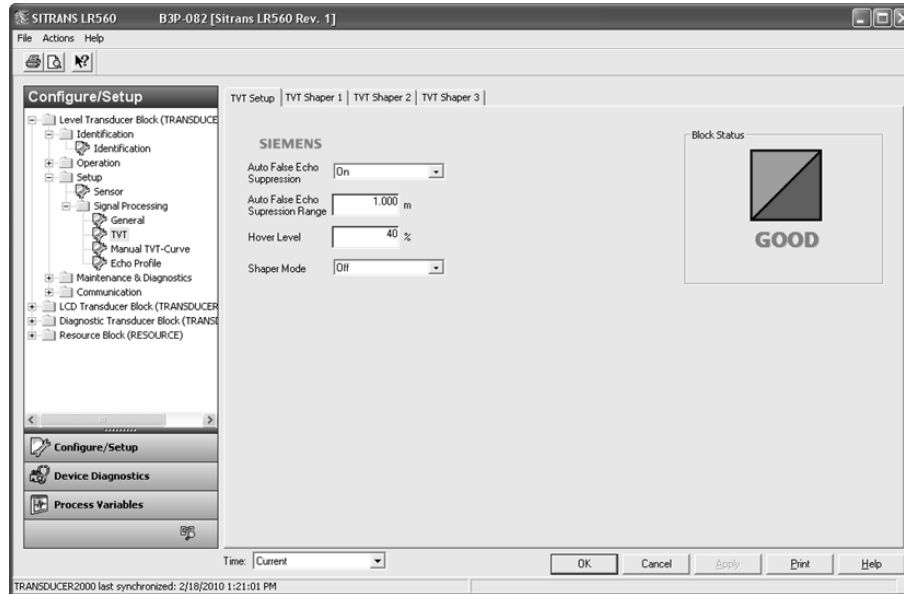 SITRANS LR560 B3P-082 [Sitrans LR560 Rev. 1]
File Actions Help
Configure/Setup
Level Transducer Block (TRANSDUCE
Identification
Identification
Operation
Setup
Sensor
Signal Processing
General
TVT
Manual TVT-Curve
Echo Profile
Maintenance & Diagnostics
Communication
LCD Transducer Block (TRANSDUCER
Diagnostic Transducer Block (TRANSD
Resource Block (RESOURCE)
Configure/Setup
Device Diagnostics
Process Variables
TVT Setup TVT Shaper 1 TVT Shaper 2 TVT Shaper 3
SIEMENS
Auto False Echo
Suppression
On
Auto False Echo
Supression Range
1.000 m
Hover Level
40 %
Shaper Mode
Off
Block Status
GOOD
Time: Current
OK Cancel Apply Print Help
TRANSDUCER2000 last synchronized: 2/18/2010 1:21:01 PM